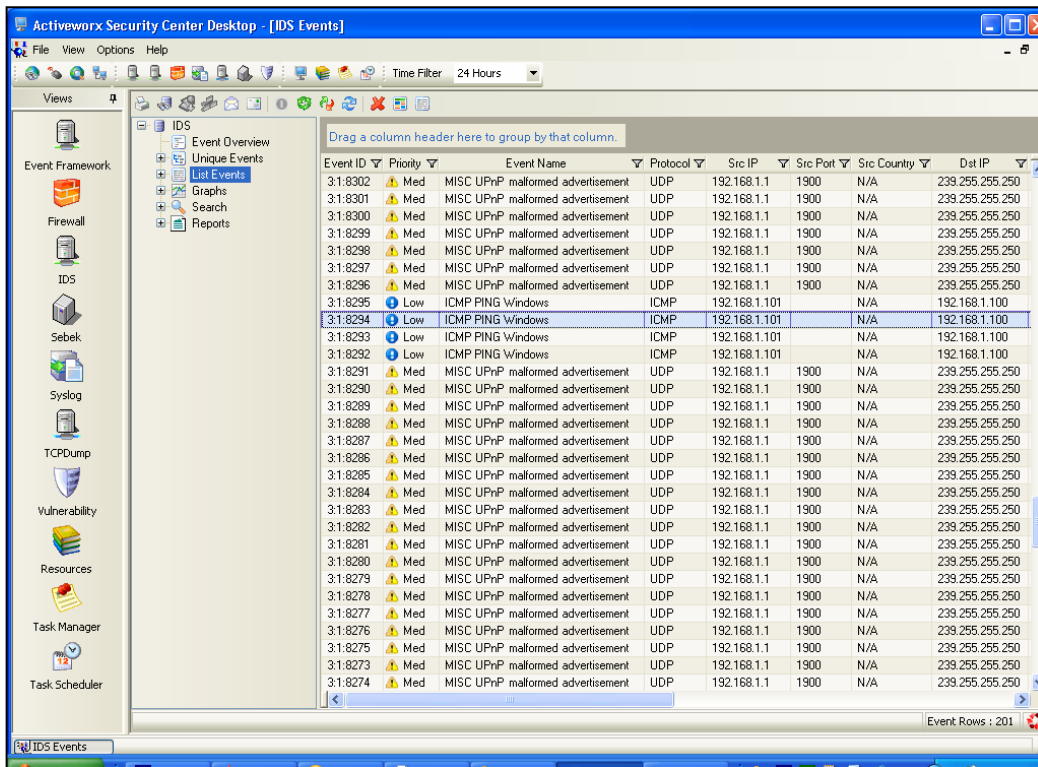 Activeworx Security Center Desktop - [IDS Events]
File View Options Help
Time Filter 24 Hours
Views
Event Framework
Firewall
IDS
Sebek
Syslog
TCPDump
Vulnerability
Resources
Task Manager
Task Scheduler
IDS
Event Overview
Unique Events
List Events
Graphs
Search
Reports
Drag a column header here to group by that column.
Event ID Priority Event Name Protocol Src IP Src Port Src Country Dst IP
3:1:8302 Med MISC UPnP malformed advertisement UDP 192.168.1.1 1900 N/A 239.255.255.250
3:1:8301 Med MISC UPnP malformed advertisement UDP 192.168.1.1 1900 N/A 239.255.255.250
3:1:8300 Med MISC UPnP malformed advertisement UDP 192.168.1.1 1900 N/A 239.255.255.250
3:1:8299 Med MISC UPnP malformed advertisement UDP 192.168.1.1 1900 N/A 239.255.255.250
3:1:8298 Med MISC UPnP malformed advertisement UDP 192.168.1.1 1900 N/A 239.255.255.250
3:1:8297 Med MISC UPnP malformed advertisement UDP 192.168.1.1 1900 N/A 239.255.255.250
3:1:8296 Med MISC UPnP malformed advertisement UDP 192.168.1.1 1900 N/A 239.255.255.250
3:1:8295 Low ICMP PING Windows ICMP 192.168.1.101 N/A 192.168.1.100
3:1:8294 Low ICMP PING Windows ICMP 192.168.1.101 N/A 192.168.1.100
3:1:8293 Low ICMP PING Windows ICMP 192.168.1.101 N/A 192.168.1.100
3:1:8292 Low ICMP PING Windows ICMP 192.168.1.101 N/A 192.168.1.100
3:1:8291 Med MISC UPnP malformed advertisement UDP 192.168.1.1 1900 N/A 239.255.255.250
3:1:8290 Med MISC UPnP malformed advertisement UDP 192.168.1.1 1900 N/A 239.255.255.250
3:1:8289 Med MISC UPnP malformed advertisement UDP 192.168.1.1 1900 N/A 239.255.255.250
3:1:8288 Med MISC UPnP malformed advertisement UDP 192.168.1.1 1900 N/A 239.255.255.250
3:1:8287 Med MISC UPnP malformed advertisement UDP 192.168.1.1 1900 N/A 239.255.255.250
3:1:8286 Med MISC UPnP malformed advertisement UDP 192.168.1.1 1900 N/A 239.255.255.250
3:1:8285 Med MISC UPnP malformed advertisement UDP 192.168.1.1 1900 N/A 239.255.255.250
3:1:8284 Med MISC UPnP malformed advertisement UDP 192.168.1.1 1900 N/A 239.255.255.250
3:1:8283 Med MISC UPnP malformed advertisement UDP 192.168.1.1 1900 N/A 239.255.255.250
3:1:8282 Med MISC UPnP malformed advertisement UDP 192.168.1.1 1900 N/A 239.255.255.250
3:1:8281 Med MISC UPnP malformed advertisement UDP 192.168.1.1 1900 N/A 239.255.255.250
3:1:8280 Med MISC UPnP malformed advertisement UDP 192.168.1.1 1900 N/A 239.255.255.250
3:1:8279 Med MISC UPnP malformed advertisement UDP 192.168.1.1 1900 N/A 239.255.255.250
3:1:8278 Med MISC UPnP malformed advertisement UDP 192.168.1.1 1900 N/A 239.255.255.250
3:1:8277 Med MISC UPnP malformed advertisement UDP 192.168.1.1 1900 N/A 239.255.255.250
3:1:8276 Med MISC UPnP malformed advertisement UDP 192.168.1.1 1900 N/A 239.255.255.250
3:1:8275 Med MISC UPnP malformed advertisement UDP 192.168.1.1 1900 N/A 239.255.255.250
3:1:8273 Med MISC UPnP malformed advertisement UDP 192.168.1.1 1900 N/A 239.255.255.250
3:1:8274 Med MISC UPnP malformed advertisement UDP 192.168.1.1 1900 N/A 239.255.255.250
Event Rows : 201
IDS Events